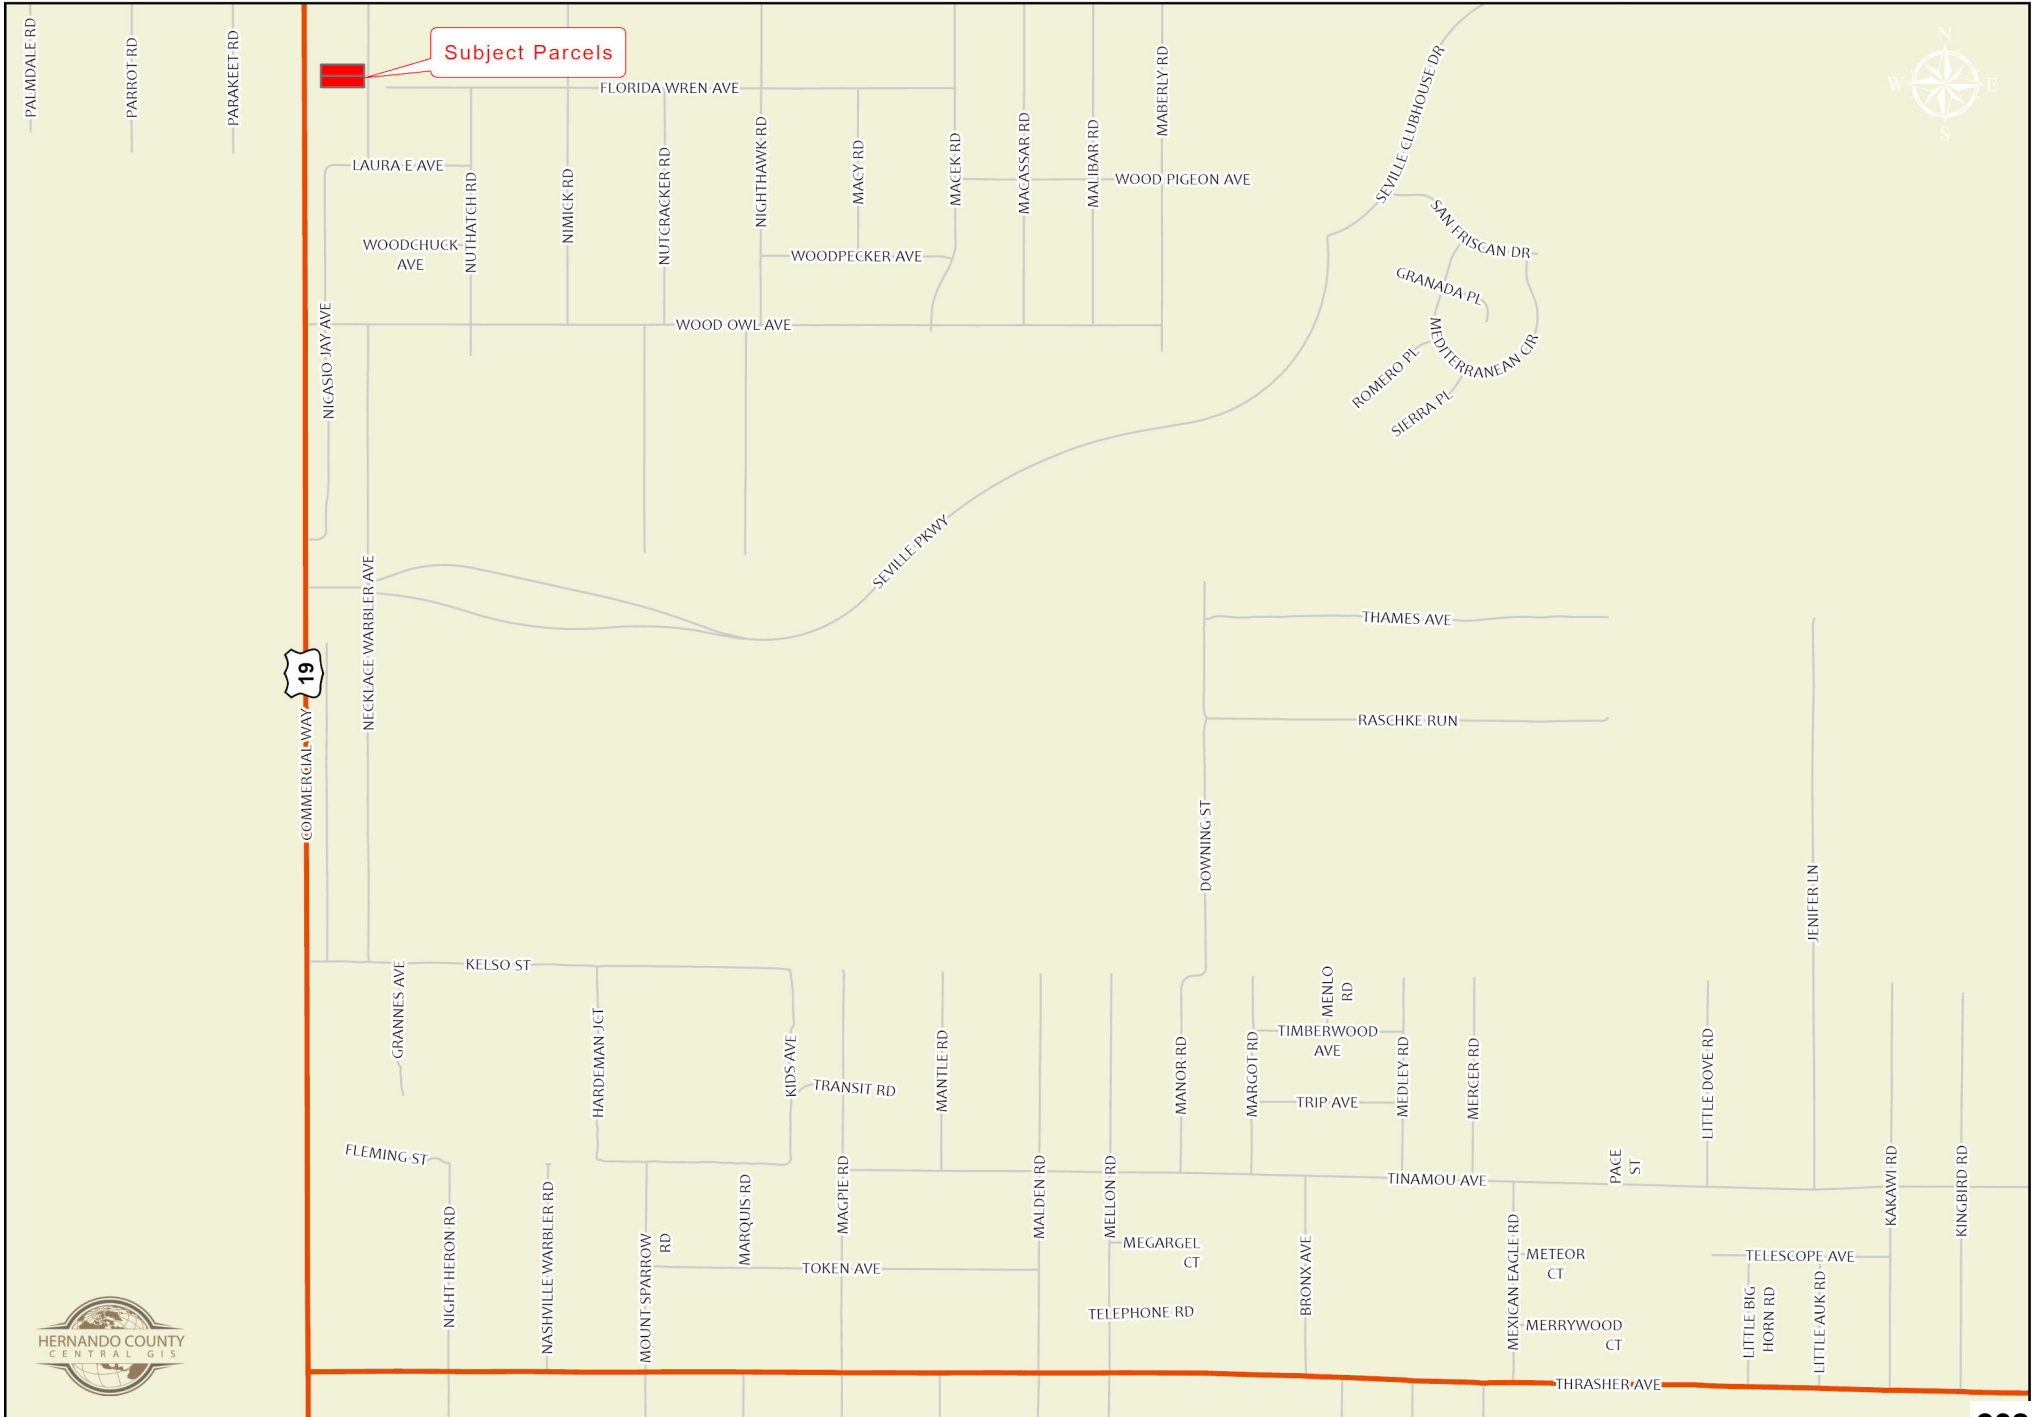 PALMDALE RD
PARROT RD
PARAKEET RD
Subject Parcels
FLORIDA WREN AVE
MABERLY RD
SEVILLE CLUBHOUSE DR
N
W
E
S
LAURA E AVE
NUTHATCH RD
NIMICK RD
NUTCRACKER RD
NIGHTHAWK RD
MACY RD
MACEK RD
MACASSAR RD
MALIBAR RD
WOOD PIGEON AVE
WOODCHUCK
AVE
WOODPECKER AVE
SAN FRISCAN DR
GRANADA PL
MEDITERRANEAN CIR
ROMERO PL
SIERRA PL
NICASIO JAY AVE
WOOD OWL AVE
SEVILLE PKWY
NECKLACE WARBLER AVE
19
COMMERCIAL WAY
THAMES AVE
RASCHKE RUN
DOWNING ST
JENIFER LN
KELSO ST
GRANNES AVE
HARDEMAN JCT
KIDS AVE
TRANSIT RD
MANTLE RD
MANOR RD
MARGOT RD
MENLO
RD
TIMBERWOOD
AVE
TRIP AVE
MEDLEY RD
MERCER RD
LITTLE DOVE RD
FLEMING ST
NIGHT HERON RD
NASHVILLE WARBLER RD
MOUNT SPARROW
RD
MARQUIS RD
MAGPIE RD
MALDEN RD
MELLON RD
TINAMOU AVE
PACE
ST
KAKAWI RD
KINGBIRD RD
TOKEN AVE
MEGARGEL
CT
TELEPHONE RD
BRONX AVE
MEXICAN EAGLE RD
METEOR
CT
MERRYWOOD
CT
TELESCOPE AVE
LITTLE BIG
HORN RD
LITTLE AUK RD
THRASHER AVE
HERNANDO COUNTY
CENTRAL GIS